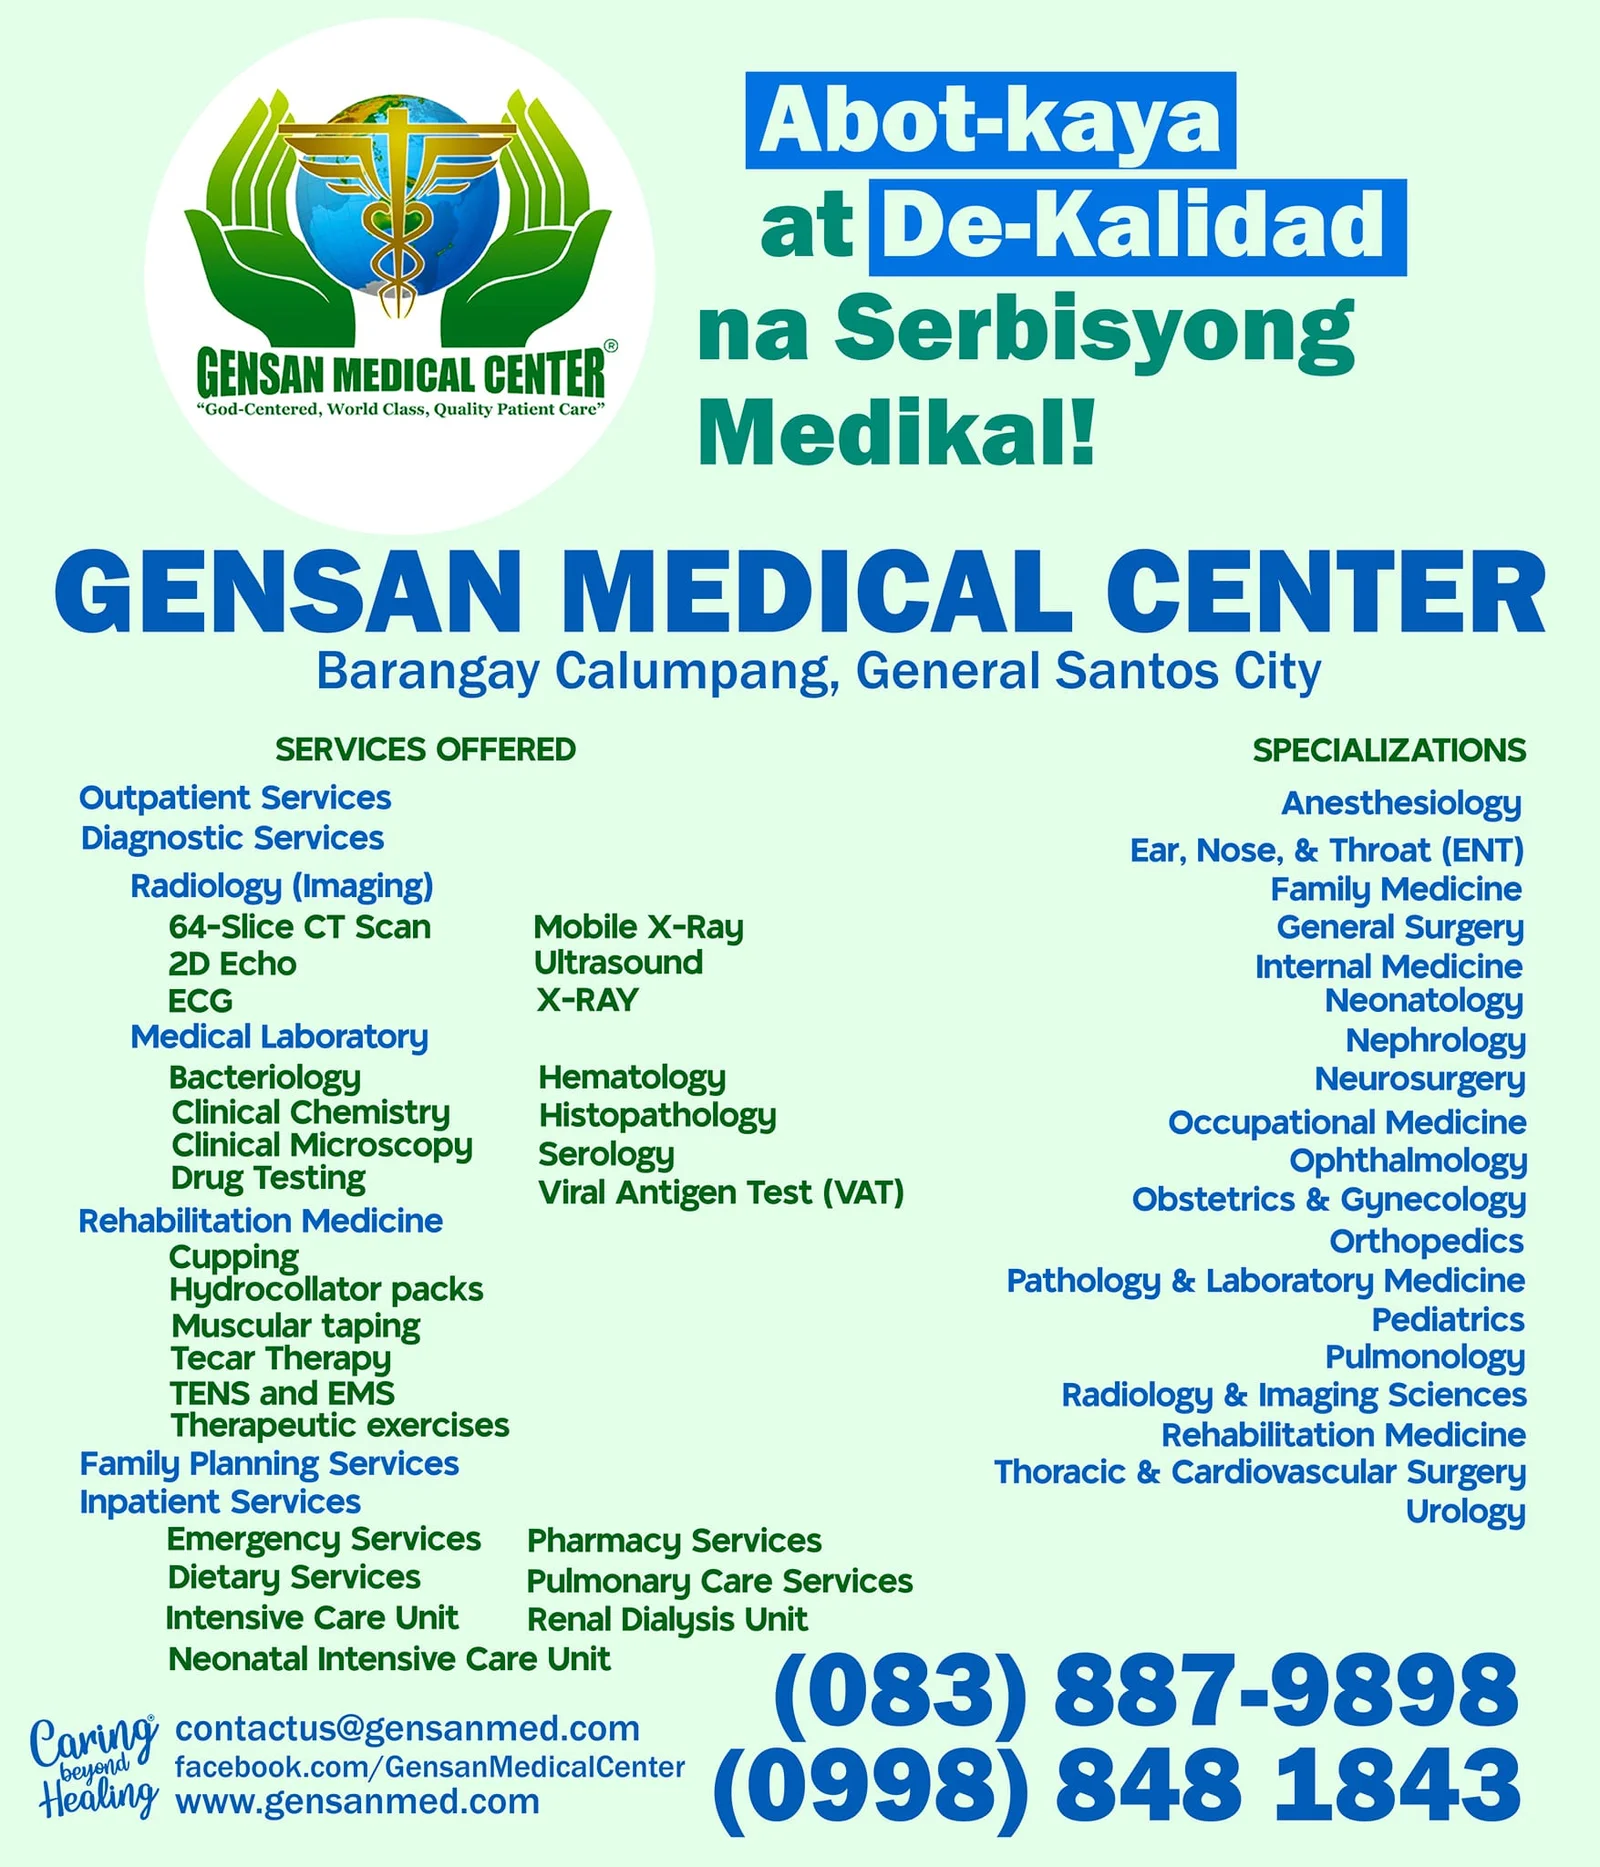 GENSAN MEDICAL CENTER®
“God-Centered, World Class, Quality Patient Care”
Abot-kaya
at De-Kalidad
na Serbisyong
Medikal!
GENSAN MEDICAL CENTER
Barangay Calumpang, General Santos City
SERVICES OFFERED
Outpatient Services
Diagnostic Services
Radiology (Imaging)
64-Slice CT Scan
2D Echo
ECG
Mobile X-Ray
Ultrasound
X-RAY
Medical Laboratory
Bacteriology
Clinical Chemistry
Clinical Microscopy
Drug Testing
Hematology
Histopathology
Serology
Viral Antigen Test (VAT)
Rehabilitation Medicine
Cupping
Hydrocollator packs
Muscular taping
Tecar Therapy
TENS and EMS
Therapeutic exercises
Family Planning Services
Inpatient Services
Emergency Services
Dietary Services
Intensive Care Unit
Neonatal Intensive Care Unit
Pharmacy Services
Pulmonary Care Services
Renal Dialysis Unit
SPECIALIZATIONS
Anesthesiology
Ear, Nose, & Throat (ENT)
Family Medicine
General Surgery
Internal Medicine
Neonatology
Nephrology
Neurosurgery
Occupational Medicine
Ophthalmology
Obstetrics & Gynecology
Orthopedics
Pathology & Laboratory Medicine
Pediatrics
Pulmonology
Radiology & Imaging Sciences
Rehabilitation Medicine
Thoracic & Cardiovascular Surgery
Urology
Caring®
beyond
Healing
contactus@gensanmed.com
facebook.com/GensanMedicalCenter
www.gensanmed.com
(083) 887-9898
(0998) 848 1843